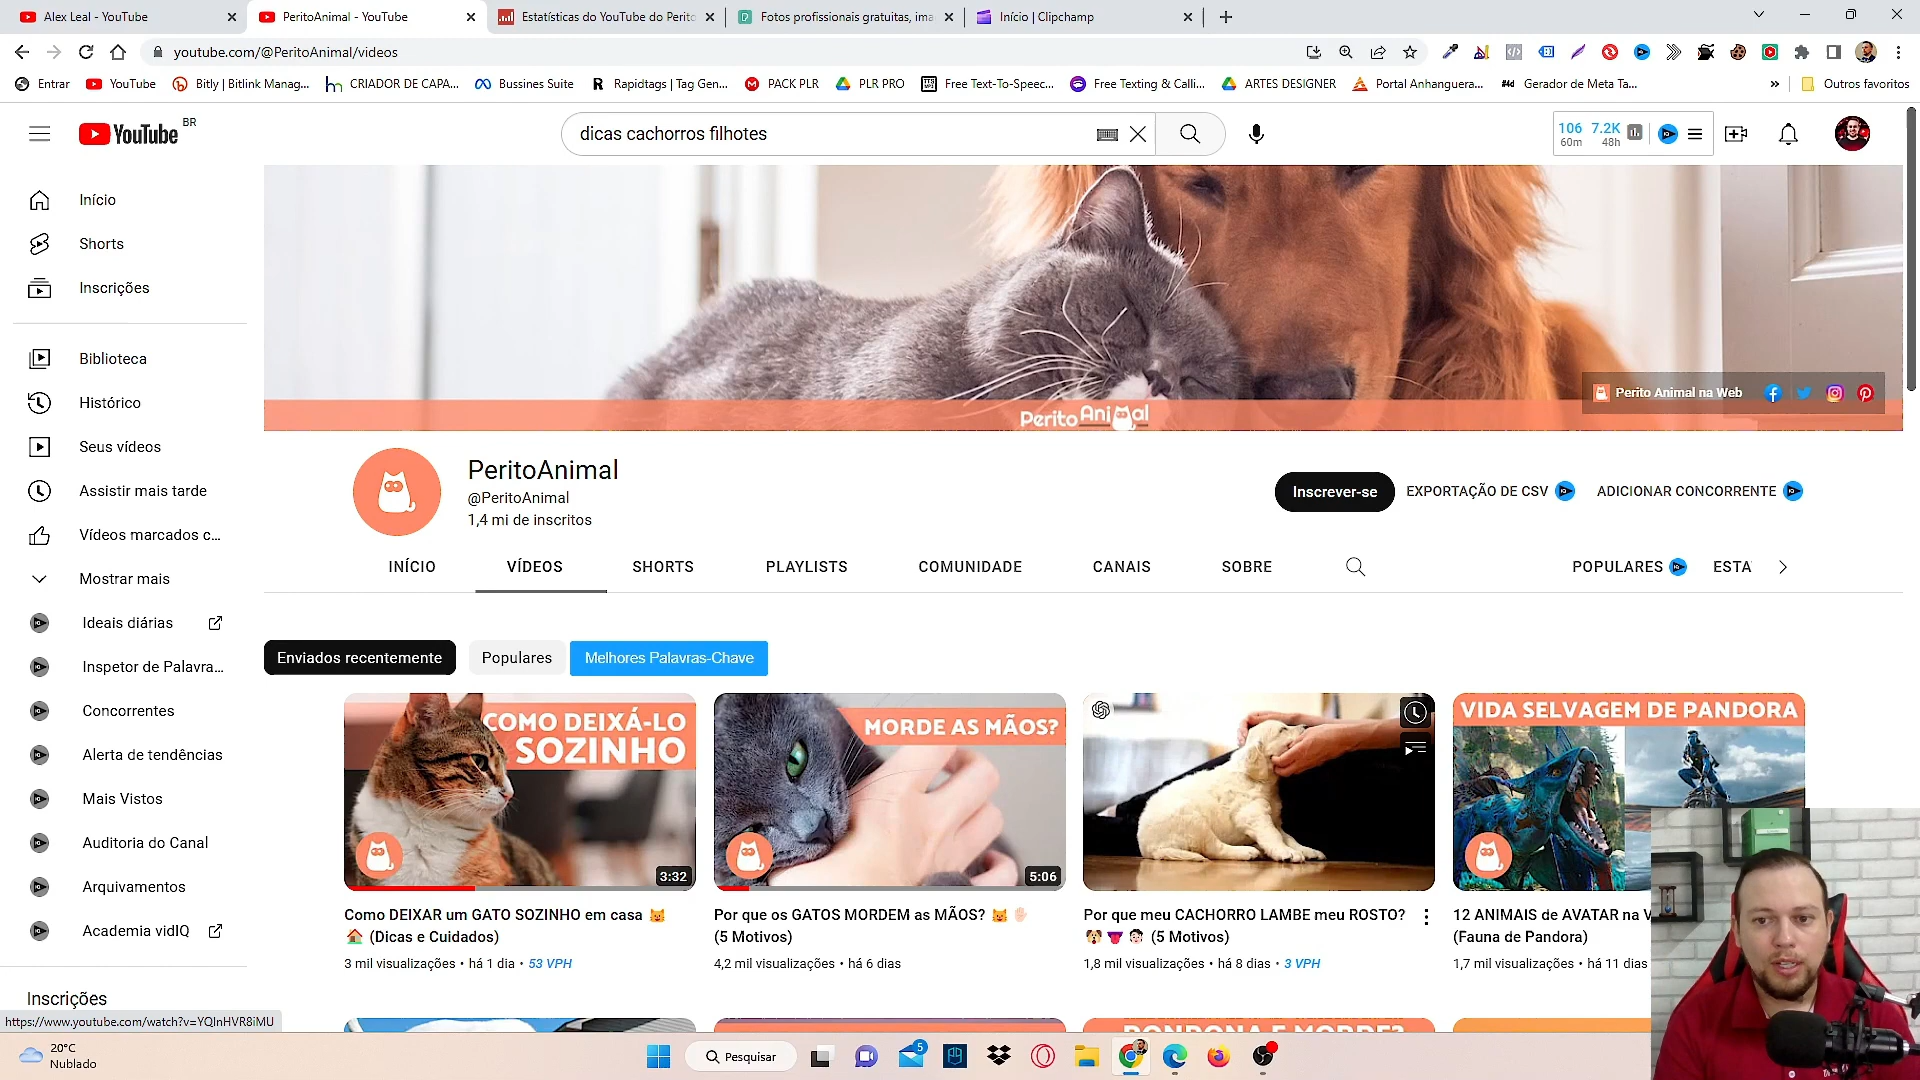 Alex Leal - YouTube
PeritoAnimal - YouTube
Estatísticas do YouTube do Perito
Fotos profissionais gratuitas, ima
Início | Clipchamp
youtube.com/@PeritoAnimal/videos
Entrar
YouTube
Bitly | Bitlink Manag...
CRIADOR DE CAPA...
Bussines Suite
Rapidtags | Tag Gen...
PACK PLR
PLR PRO
Free Text-To-Speec...
Free Texting & Calli...
ARTES DESIGNER
Portal Anhanguera...
Gerador de Meta Ta...
Outros favoritos
YouTube BR
dicas cachorros filhotes
106 7.2K
60m 48h
Início
Shorts
Inscrições
Biblioteca
Histórico
Seus vídeos
Assistir mais tarde
Vídeos marcados c...
Mostrar mais
Ideais diárias
Inspetor de Palavra...
Concorrentes
Alerta de tendências
Mais Vistos
Auditoria do Canal
Arquivamentos
Academia vidIQ
Inscrições
https://www.youtube.com/watch?v=YQlnHVR8iMU
Perito Animal na Web
PeritoAnimal
PeritoAnimal
@PeritoAnimal
1,4 mi de inscritos
Inscrever-se
EXPORTAÇÃO DE CSV
ADICIONAR CONCORRENTE
INÍCIO
VÍDEOS
SHORTS
PLAYLISTS
COMUNIDADE
CANAIS
SOBRE
POPULARES
ESTA
Enviados recentemente
Populares
Melhores Palavras-Chave
COMO DEIXÁ-LO
SOZINHO
3:32
MORDE AS MÃOS?
5:06
VIDA SELVAGEM DE PANDORA
Como DEIXAR um GATO SOZINHO em casa
(Dicas e Cuidados)
3 mil visualizações • há 1 dia • 53 VPH
Por que os GATOS MORDEM as MÃOS?
(5 Motivos)
4,2 mil visualizações • há 6 dias
Por que meu CACHORRO LAMBE meu ROSTO?
(5 Motivos)
1,8 mil visualizações • há 8 dias • 3 VPH
12 ANIMAIS de AVATAR na V
(Fauna de Pandora)
1,7 mil visualizações • há 11 dias
20°C
Nublado
Pesquisar
5